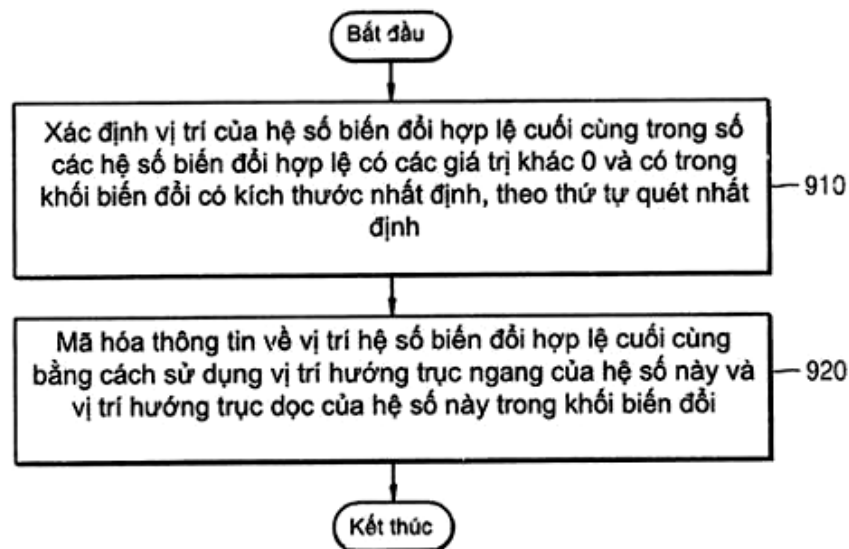 Bắt đầu
Xác định vị trí của hệ số biến đổi hợp lệ cuối cùng trong số
các hệ số biến đổi hợp lệ có các giá trị khác 0 và có trong
khối biến đổi có kích thước nhất định, theo thứ tự quét nhất
định
910
Mã hóa thông tin về vị trí hệ số biến đổi hợp lệ cuối cùng
bằng cách sử dụng vị trí hướng trục ngang của hệ số này và
vị trí hướng trục dọc của hệ số này trong khối biến đổi
920
Kết thúc